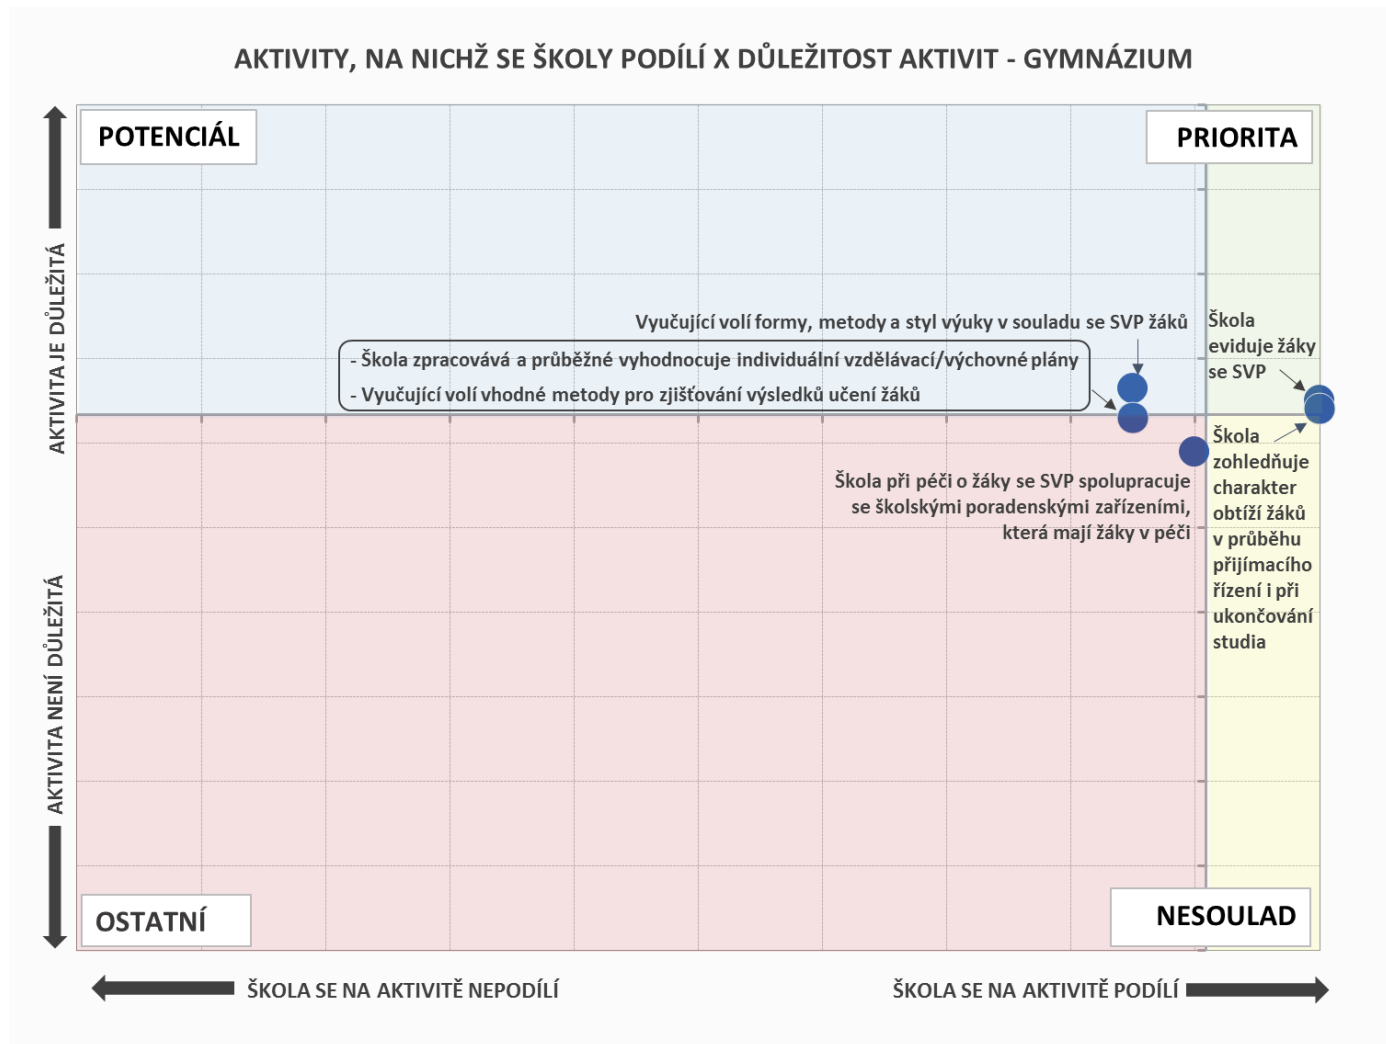 AKTIVITY, NA NICHŽ SE ŠKOLY PODÍLÍ X DŮLEŽITOST AKTIVIT - GYMNÁZIUM
POTENCIÁL
PRIORITA
AKTIVITA JE DŮLEŽITÁ
Vyučující volí formy, metody a styl výuky v souladu se SVP žáků
Škola
eviduje žáky
se SVP
- Škola zpracovává a průběžné vyhodnocuje individuální vzdělávací/výchovné plány
- Vyučující volí vhodné metody pro zjišťování výsledků učení žáků
Škola při péči o žáky se SVP spolupracuje
se školskými poradenskými zařízeními,
která mají žáky v péči
Škola
zohledňuje
charakter
obtíží žáků
v průběhu
přijímacího
řízení i při
ukončování
studia
AKTIVITA NENÍ DŮLEŽITÁ
OSTATNÍ
NESOULAD
ŠKOLA SE NA AKTIVITĚ NEPODÍLÍ
ŠKOLA SE NA AKTIVITĚ PODÍLÍ